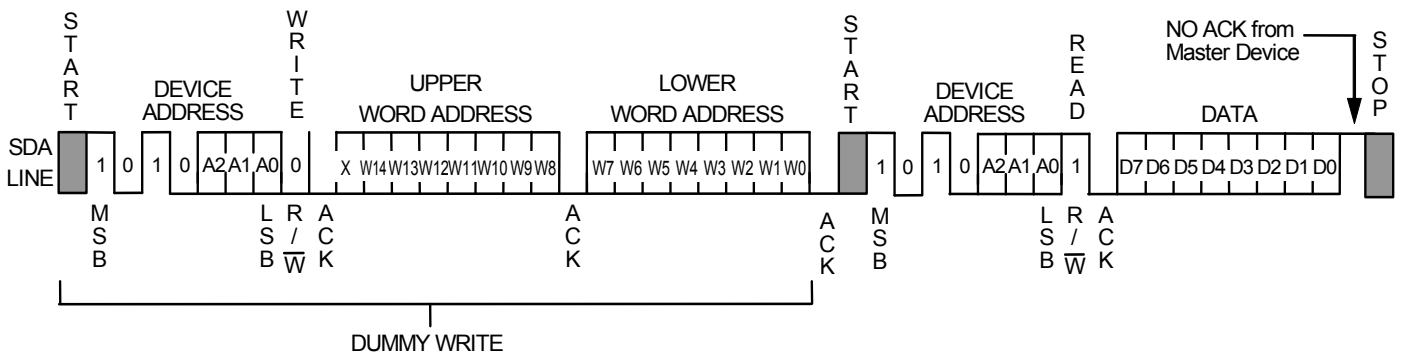 START
WRITE
START
READ
NO ACK from
Master Device
STOP
DEVICE
ADDRESS
UPPER
WORD ADDRESS
LOWER
WORD ADDRESS
DEVICE
ADDRESS
DATA
SDA
LINE
1 0 1 0 A2 A1 A0 0 X W14 W13 W12 W11 W10 W9 W8 W7 W6 W5 W4 W3 W2 W1 W0 1 0 1 0 A2 A1 A0 1 D7 D6 D5 D4 D3 D2 D1 D0
MSB
LSB
R/W̅
ACK
ACK
ACK
MSB
LSB
R/W̅
ACK
DUMMY WRITE